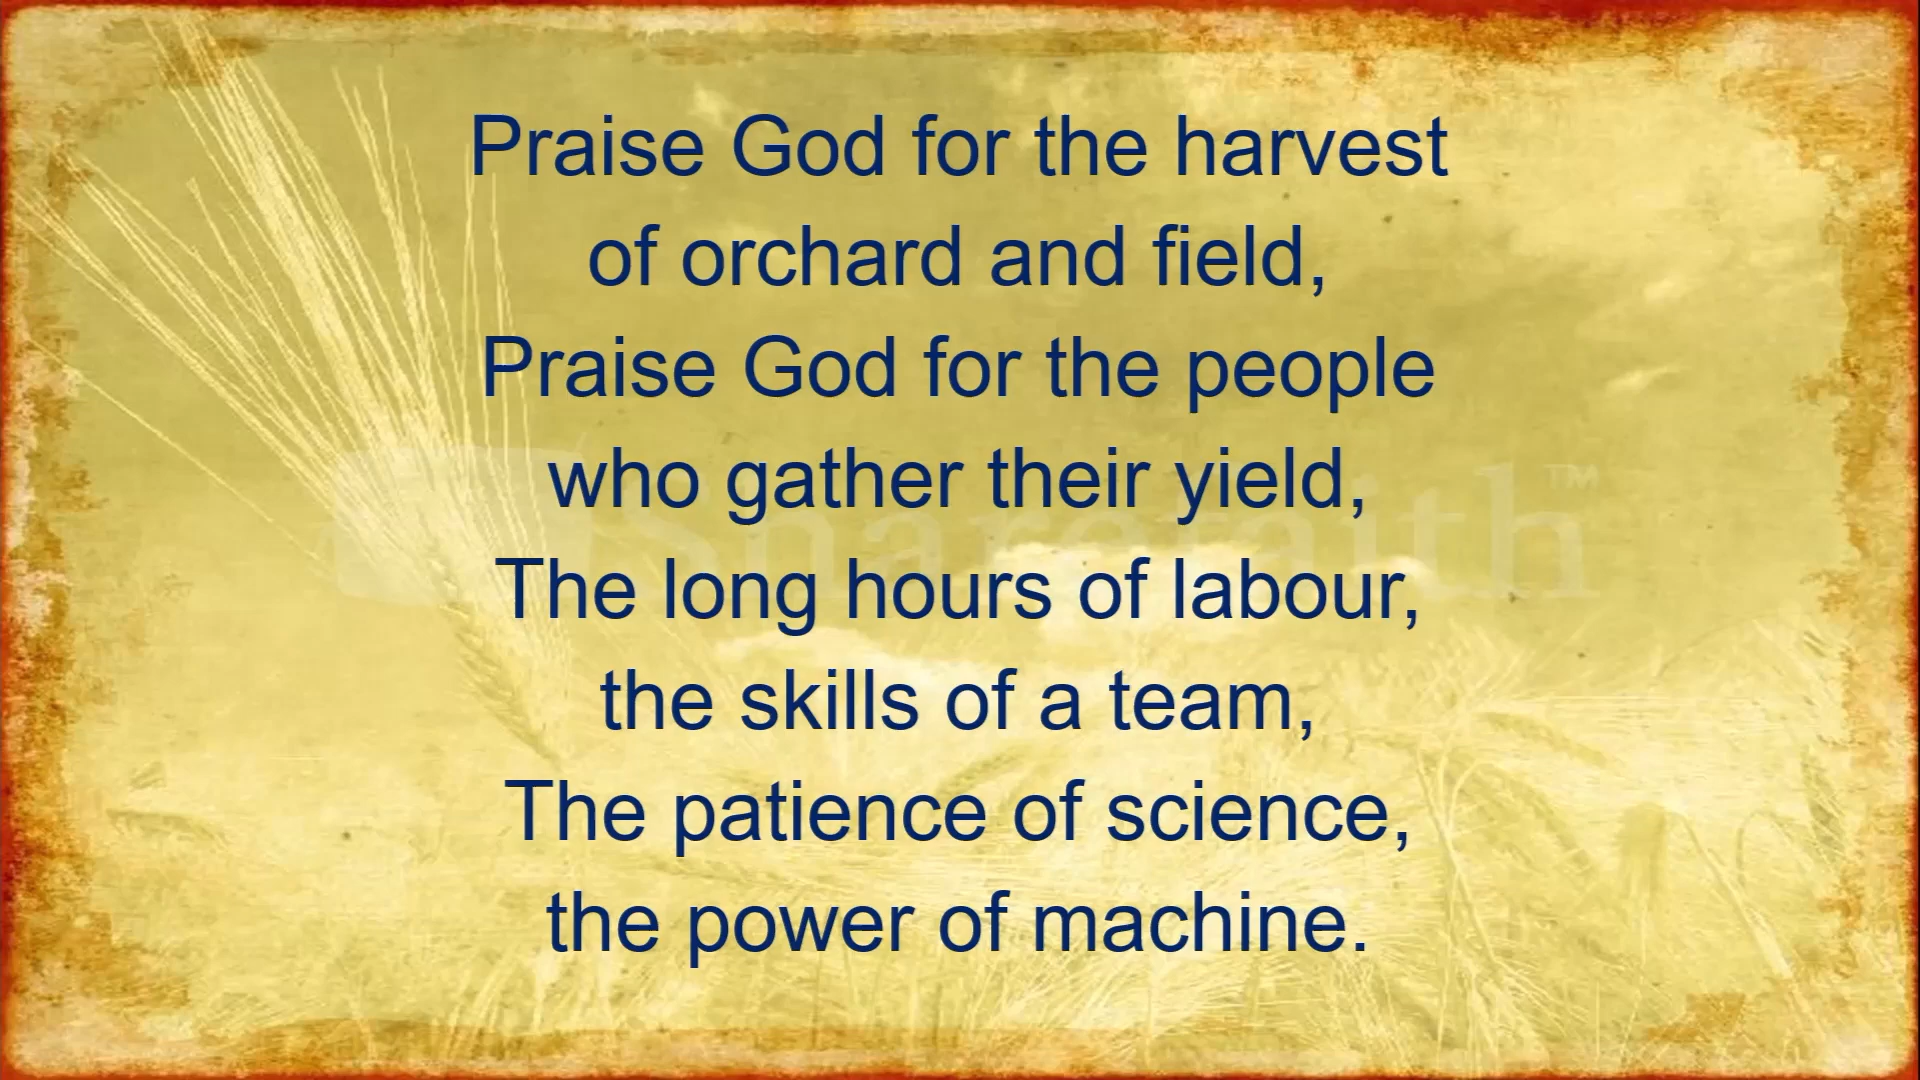 Praise God for the harvest
of orchard and field,
Praise God for the people
who gather their yield,
The long hours of labour,
the skills of a team,
The patience of science,
the power of machine.
sharefaith™